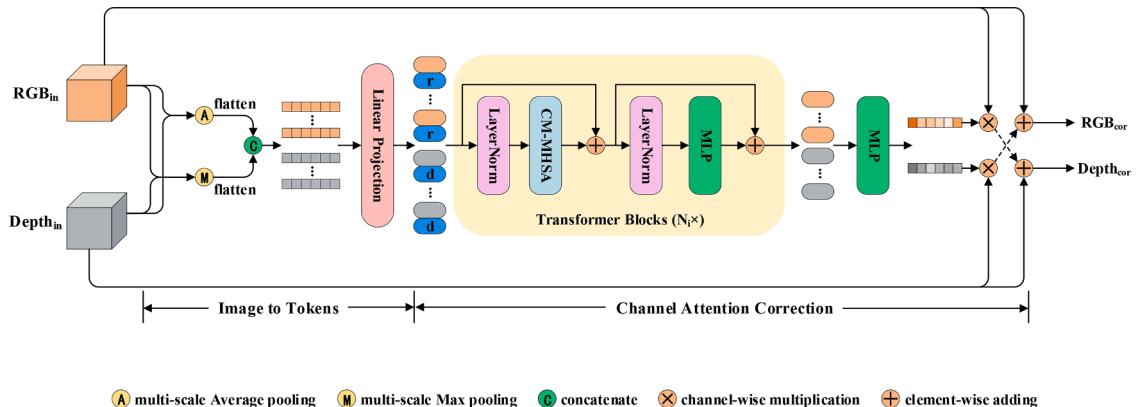 RGBin
Depthin
A
flatten
C
M
flatten
Linear Projection
r
r
d
d
LayerNorm
CM-MHSA
+
LayerNorm
MLP
+
Transformer Blocks (Ni×)
MLP
×
+
×
+
RGBcor
Depthcor
Image to Tokens
Channel Attention Correction
A multi-scale Average pooling
M multi-scale Max pooling
C concatenate
× channel-wise multiplication
+ element-wise adding